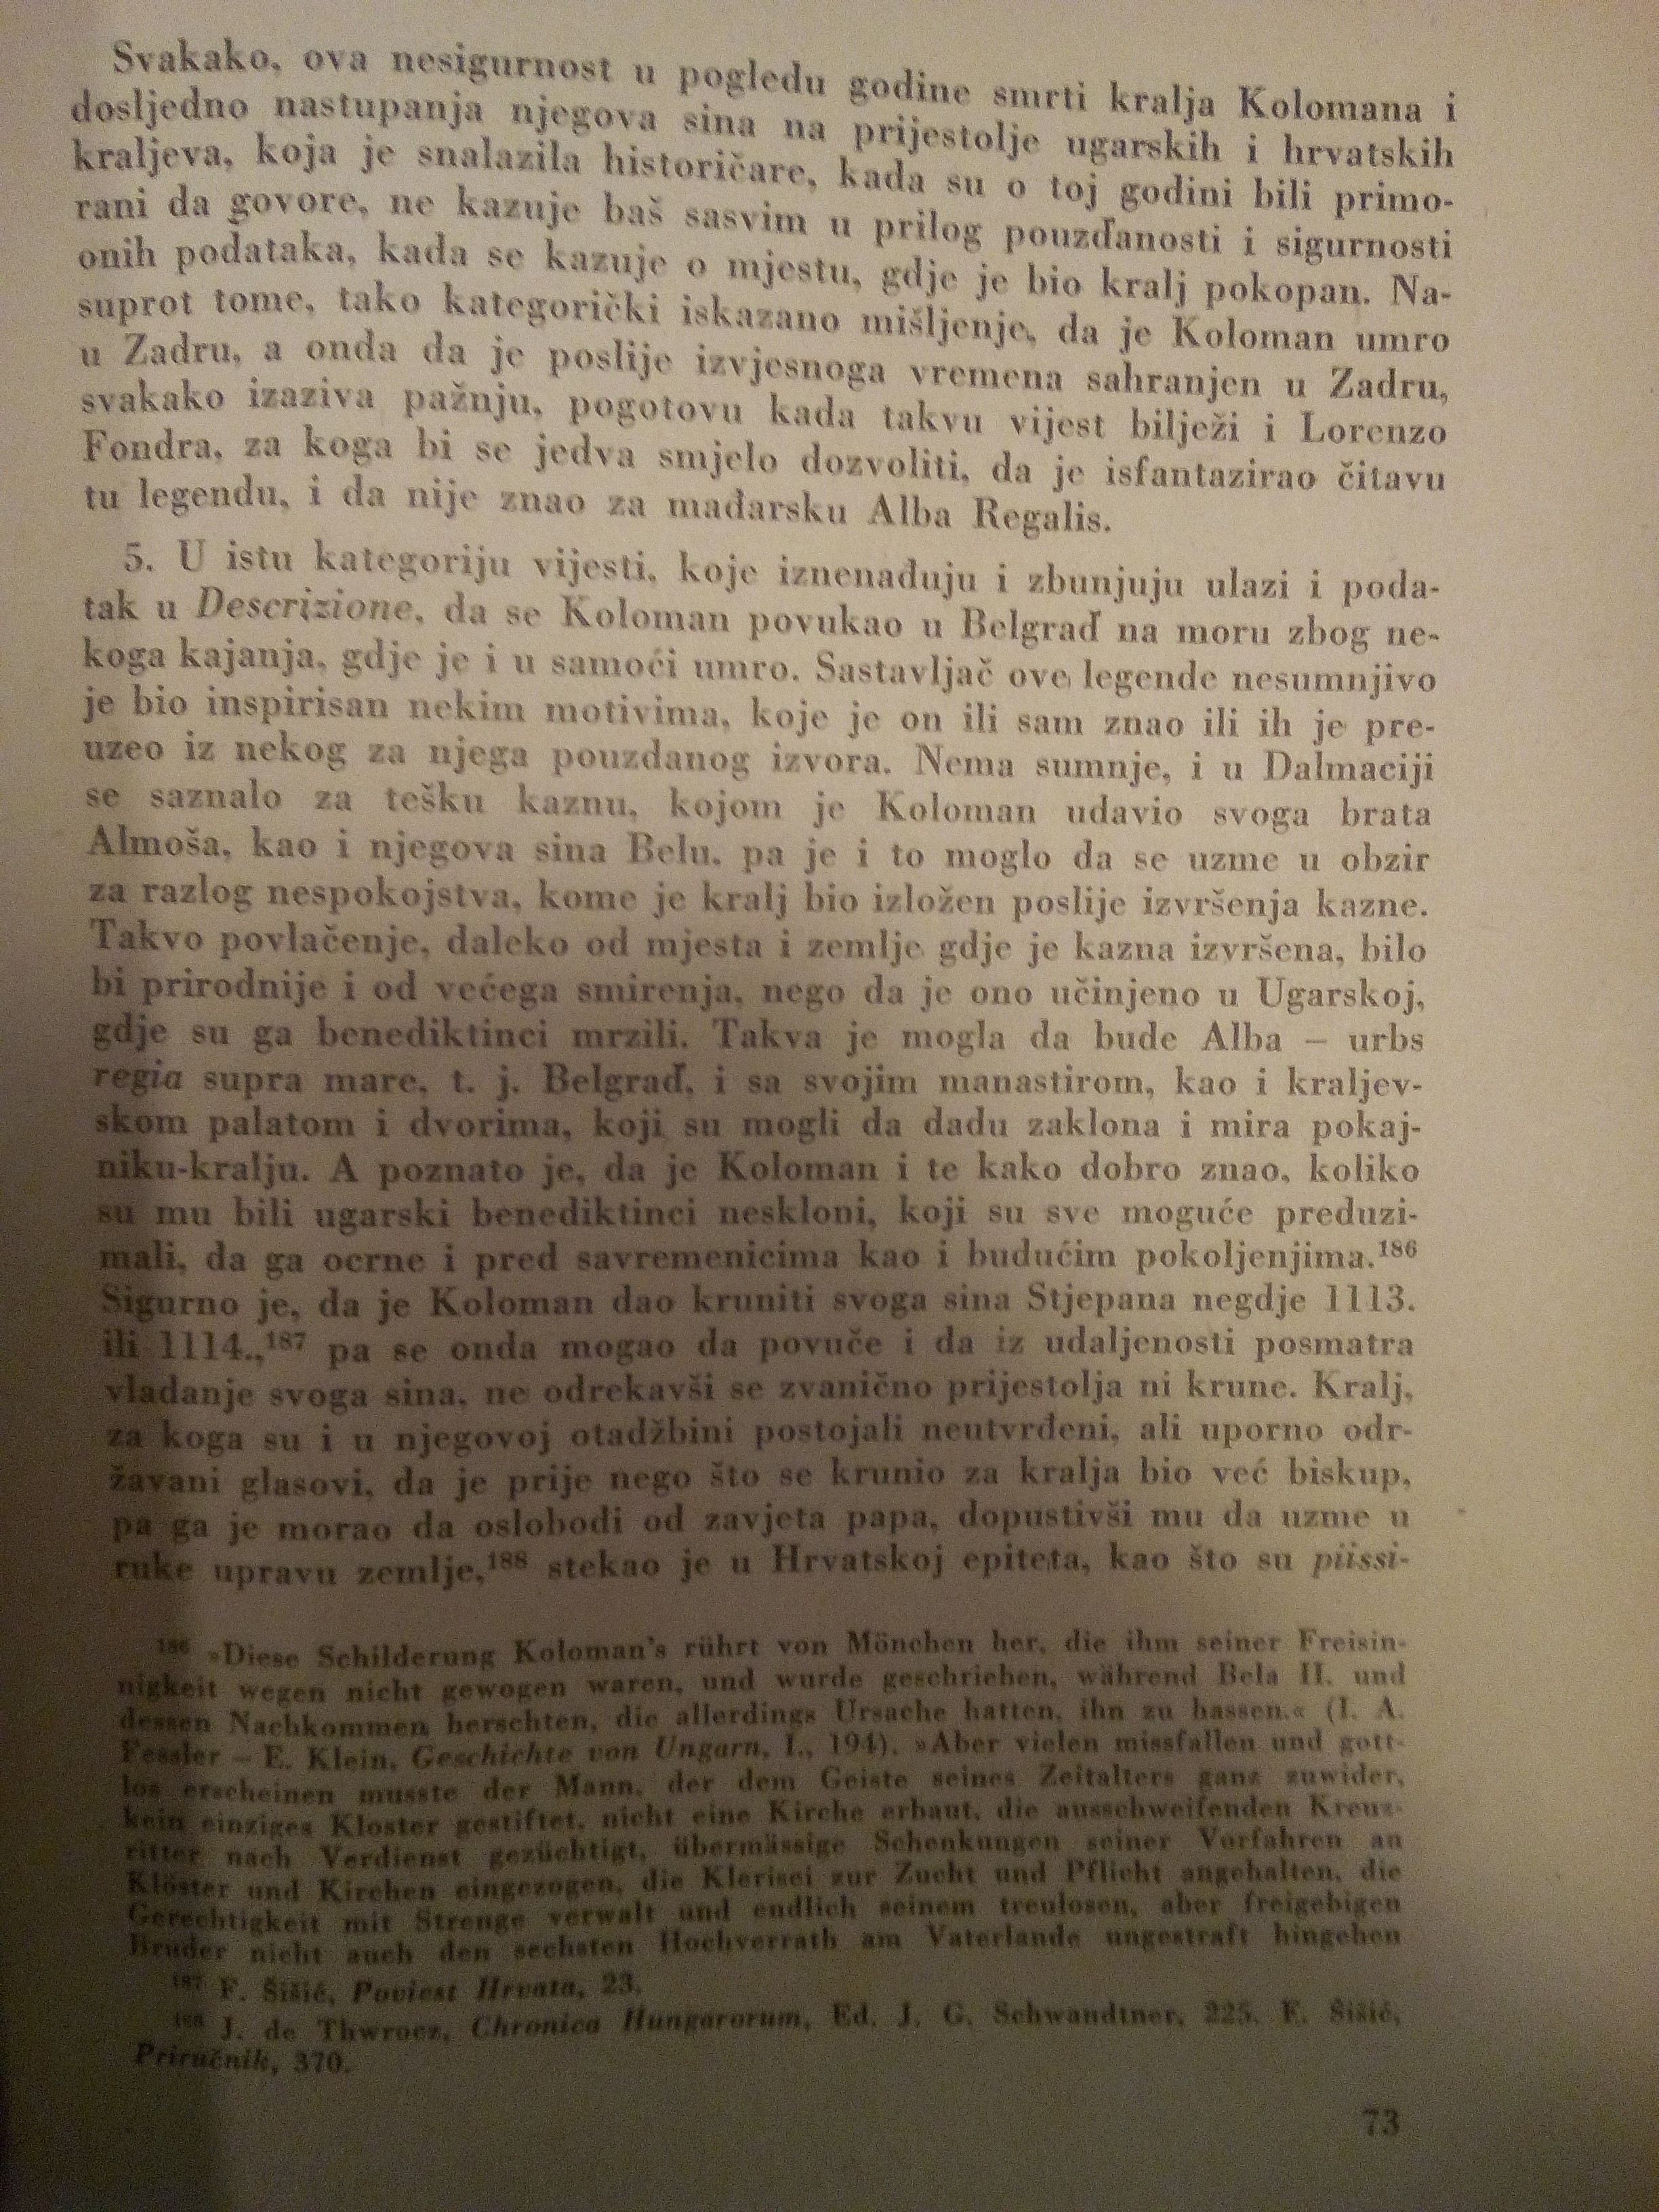 Svakako, ova nesigurnost u pogledu godine smrti kralja Kolomana i
dosljedno nastupanja njegova sina na prijestolje ugarskih i hrvatskih
kraljeva, koja je snalazila historičare, kada su o toj godini bili primo-
rani da govore, ne kazuje baš sasvim u prilog pouzďanosti i sigurnosti
onih podataka, kada se kazuje o mjestu, gdje je bio kralj pokopan. Na-
suprot tome, tako kategorički iskazano mišljenje, da je Koloman umro
u Zadru, a onda da je poslije izvjesnoga vremena sahranjen u Zadru,
svakako izaziva pažnju, pogotovu kada takvu vijest bilježi i Lorenzo
Fondra, za koga bi se jedva smjelo dozvoliti, da je isfantazirao čitavu
tu legendu, i da nije znao za mađarsku Alba Regalis.
5. U istu kategoriju vijesti, koje iznenađuju i zbunjuju ulazi i poda-
tak u Descrizione, da se Koloman povukao u Belgraď na moru zbog ne-
koga kajanja, gdje je i u samoći umro. Sastavljač ove legende nesumnjivo
je bio inspirisan nekim motivima, koje je on ili sam znao ili ih je pre-
uzeo iz nekog za njega pouzdanog izvora. Nema sumnje, i u Dalmaciji
se saznalo za tešku kaznu, kojom je Koloman udavio svoga brata
Almoša, kao i njegova sina Belu. pa je i to moglo da se uzme u obzir
za razlog nespokojstva, kome je kralj bio izložen poslije izvršenja kazne.
Takvo povlačenje, daleko od mjesta i zemlje gdje je kazna izvršena, bilo
bi prirodnije i od većega smirenja, nego da je ono učinjeno u Ugarskoj,
gdje su ga benediktinci mrzili. Takva je mogla da bude Alba – urbs
regia supra mare, t. j. Belgraď, i sa svojim manastirom, kao i kraljev-
skom palatom i dvorima, koji su mogli da dadu zaklona i mira pokaj-
niku-kralju. A poznato je, da je Koloman i te kako dobro znao, koliko
su mu bili ugarski benediktinci neskloni, koji su sve moguće preduzi-
mali, da ga ocrne i pred savremenicima kao i budućim pokoljenjima.¹⁸⁶
Sigurno je, da je Koloman dao kruniti svoga sina Stjepana negdje 1113.
ili 1114.,¹⁸⁷ pa se onda mogao da povuče i da iz udaljenosti posmatra
vladanje svoga sina, ne odrekavši se zvanično prijestolja ni krune. Kralj,
za koga su i u njegovoj otadžbini postojali neutvrđeni, ali uporno odr-
žavani glasovi, da je prije nego što se krunio za kralja bio već biskup,
pa ga je morao da oslobodi od zavjeta papa, dopustivši mu da uzme u
ruke upravu zemlje,¹⁸⁸ stekao je u Hrvatskoj epiteta, kao što su piissi-
¹⁸⁶ »Diese Schilderung Koloman's rührt von Mönchen her, die ihm seiner Freisin-
nigkeit wegen nicht gewogen waren, und wurde geschrieben, während Bela II. und
dessen Nachkommen herschten, die allerdings Ursache hatten, ihn zu hassen.« (I. A.
Fessler – E. Klein, Geschichte von Ungarn, I., 194). »Aber vielen missfallen und gott-
los erscheinen musste der Mann, der dem Geiste seines Zeitalters ganz zuwider,
kein einziges Kloster gestiftet, nicht eine Kirche erbaut, die ausschweifenden Kreuz-
ritter nach Verdienst gezüchtigt, übermässige Schenkungen seiner Vorfahren an
Klöster und Kirchen eingezogen, die Klerisei zur Zucht und Pflicht angehalten, die
Gerechtigkeit mit Strenge verwalt und endlich seinem treulosen, aber freigebigen
Bruder nicht auch den sechsten Hochverrath am Vaterlande ungestraft hingehen
¹⁸⁷ F. Šišić, Poviest Hrvata, 23.
¹⁸⁸ J. de Thwrocz, Chronica Hungarorum, Ed. J. G. Schwandtner, 225. F. Šišić,
Priručnik, 370.
73